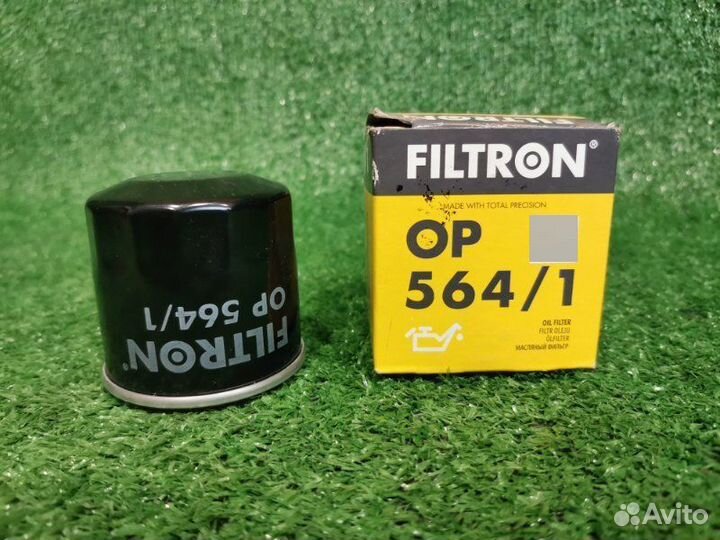 FILTRON
FILTRON®
MADE WITH TOTAL PRECISION
OP
564/1
OIL FILTER
FILTR OLEJU
ÖLFILTER
МАСЛЯНЫЙ ФИЛЬТР
OP 564/1
FILTRON®
Avito